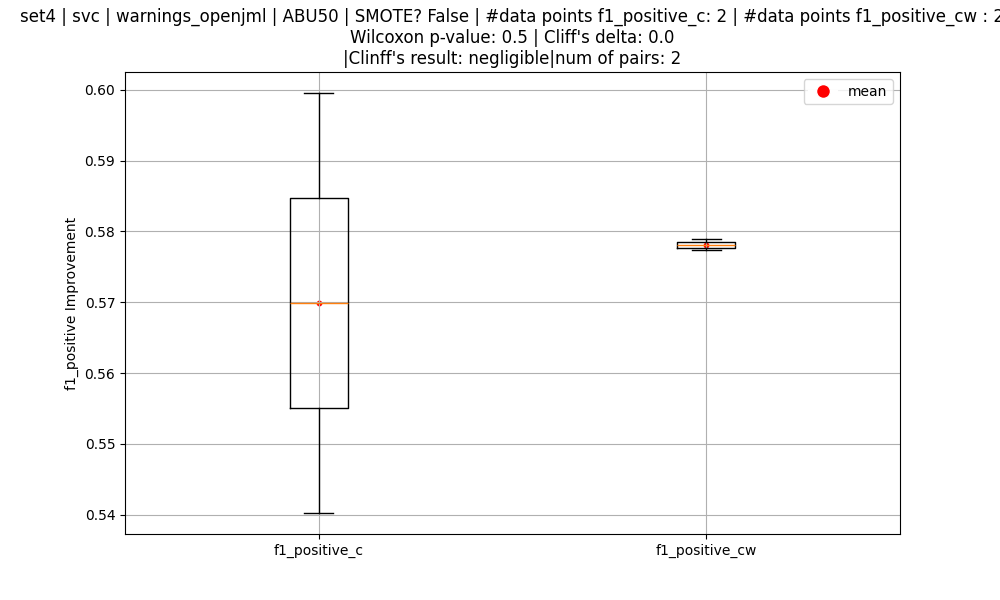 set4 | svc | warnings_openjml | ABU50 | SMOTE? False | #data points f1_positive_c: 2 | #data points f1_positive_cw : 2
Wilcoxon p-value: 0.5 | Cliff's delta: 0.0
|Clinff's result: negligible|num of pairs: 2
mean
0.60
0.59
0.58
0.57
0.56
0.55
0.54
f1_positive Improvement
f1_positive_c
f1_positive_cw